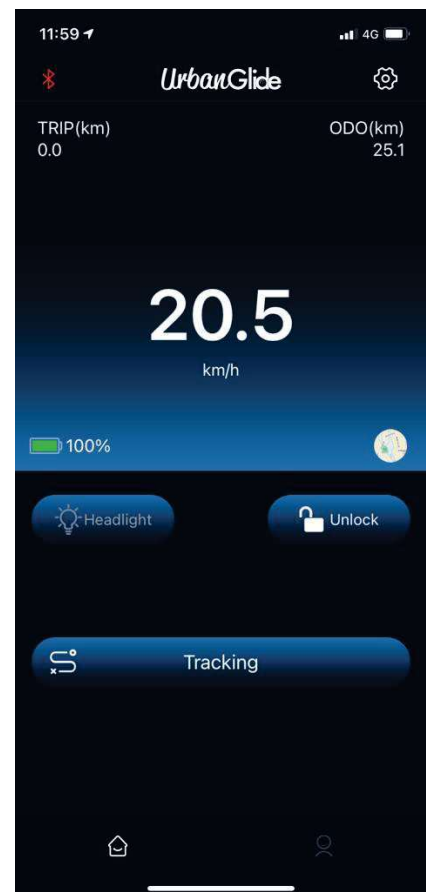 11:59 4G
UrbanGlide
TRIP(km) ODO(km)
0.0 25.1
20.5
km/h
100%
Headlight Unlock
Tracking